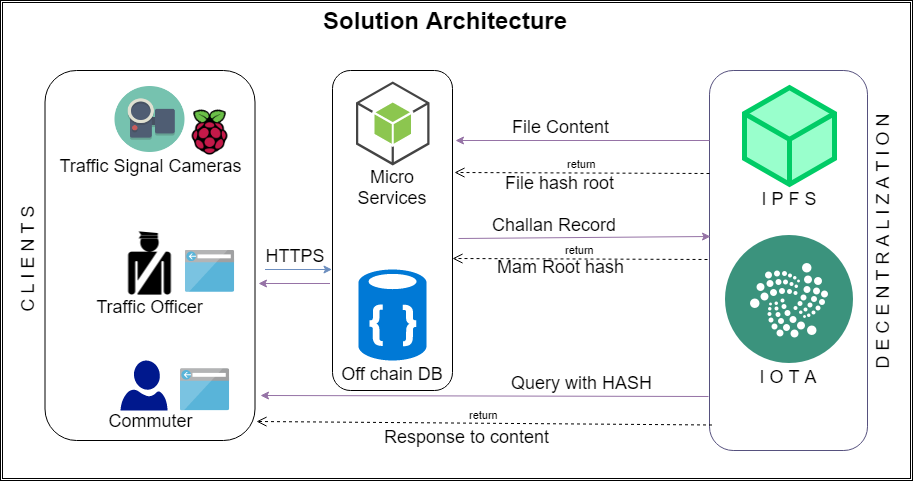 Solution Architecture
CLIENTS
Traffic Signal Cameras
Traffic Officer
Commuter
HTTPS
Micro
Services
{ }
Off chain DB
File Content
return
File hash root
Challan Record
return
Mam Root hash
Query with HASH
return
Response to content
IPFS
IOTA
DECENTRALIZATION